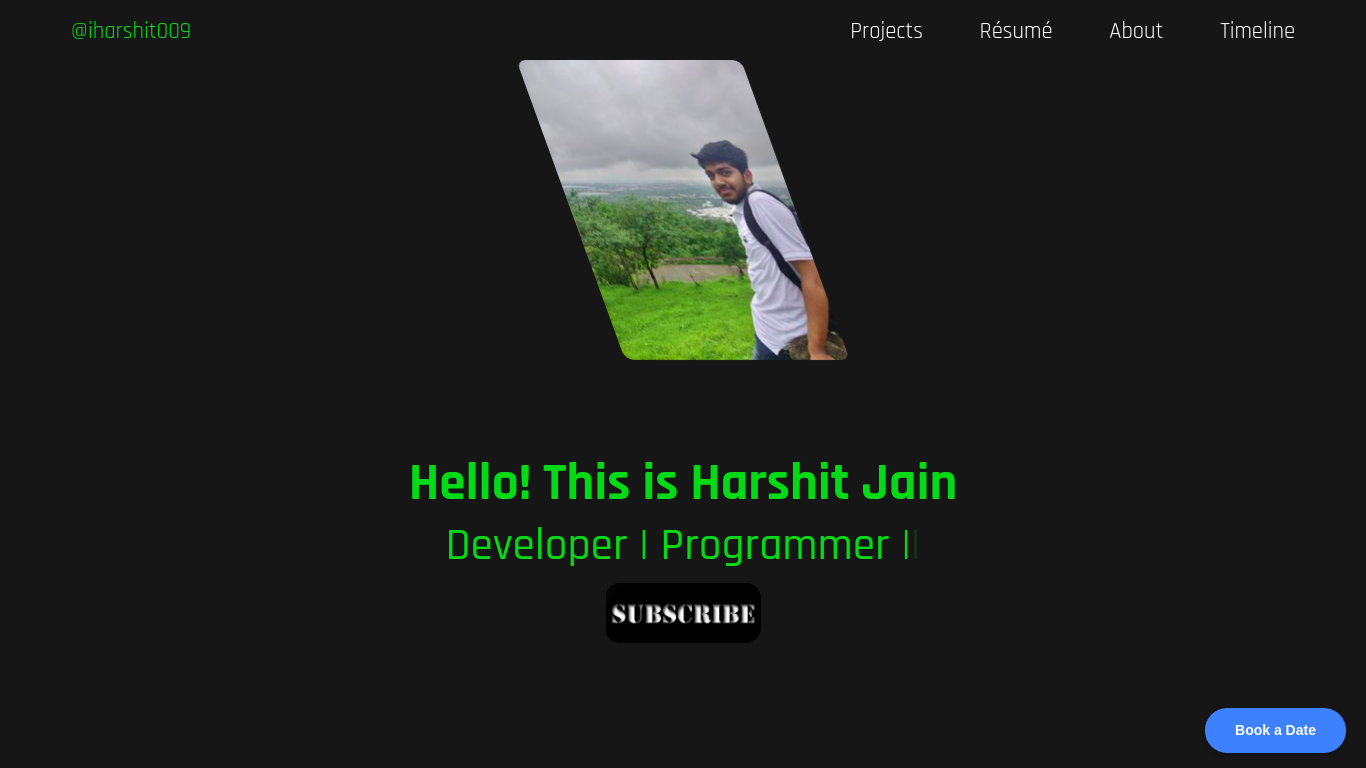 @iharshit009
Projects Résumé About Timeline
Hello! This is Harshit Jain
Developer | Programmer |
SUBSCRIBE
Book a Date